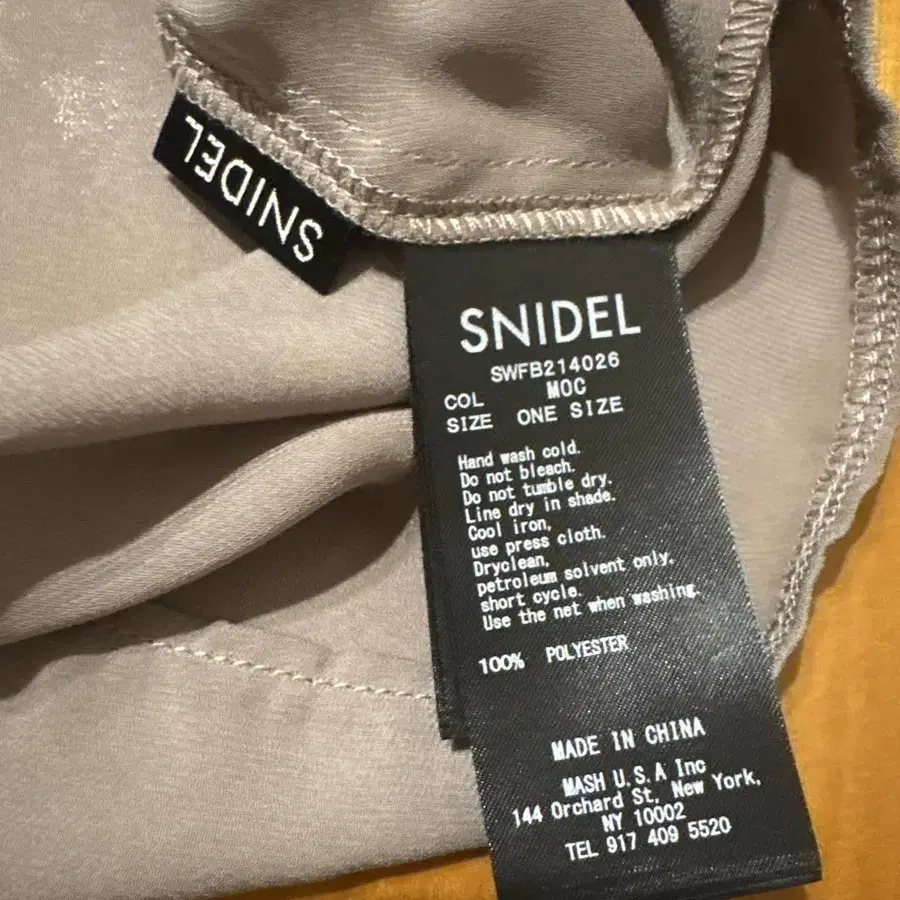 SNIDEL
SNIDEL
SWFB214026
COL MOC
SIZE ONE SIZE
Hand wash cold.
Do not bleach.
Do not tumble dry.
Line dry in shade.
Cool iron,
use press cloth.
Dryclean,
petroleum solvent only,
short cycle.
Use the net when washing.
100% POLYESTER
MADE IN CHINA
MASH U.S.A Inc
144 Orchard St, New York,
NY 10002
TEL 917 409 5520